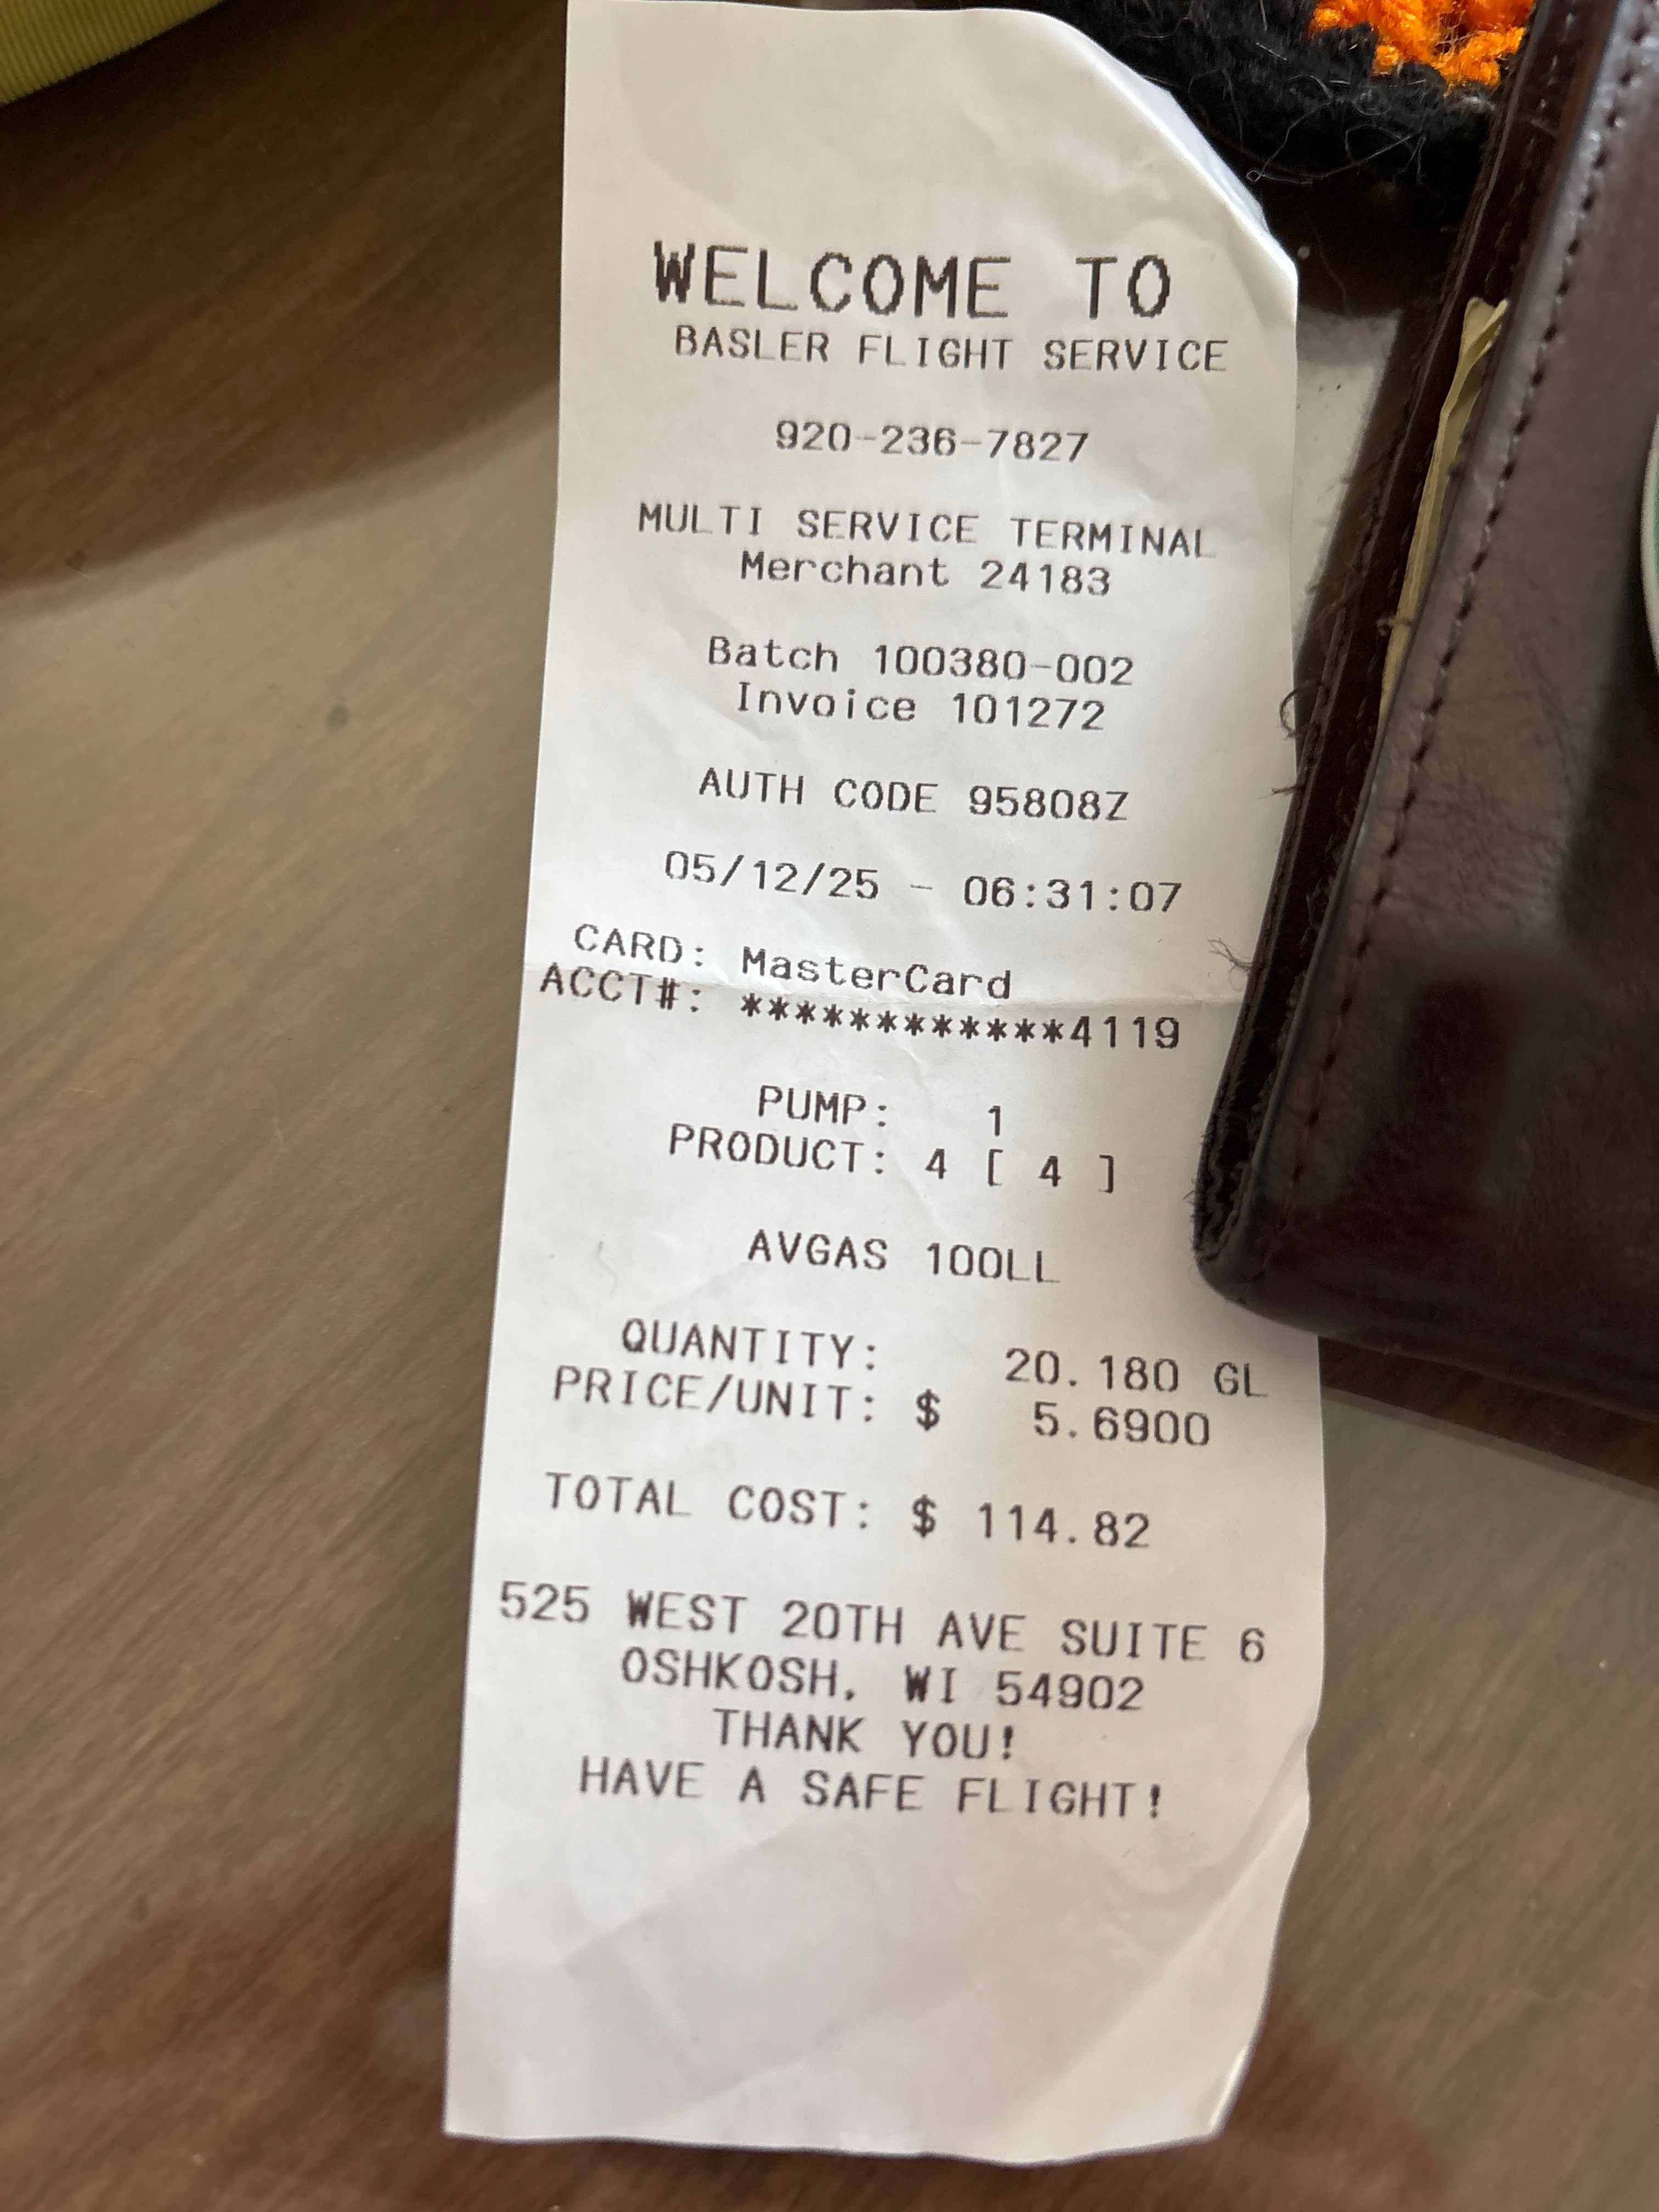 WELCOME TO
BASLER FLIGHT SERVICE
920-236-7827
MULTI SERVICE TERMINAL
Merchant 24183
Batch 100380-002
Invoice 101272
AUTH CODE 95808Z
05/12/25 - 06:31:07
CARD: MasterCard
ACCT#: ************4119
PUMP: 1
PRODUCT: 4 [ 4 ]
AVGAS 100LL
QUANTITY: 20.180 GL
PRICE/UNIT: $ 5.6900
TOTAL COST: $ 114.82
525 WEST 20TH AVE SUITE 6
OSHKOSH, WI 54902
THANK YOU!
HAVE A SAFE FLIGHT!